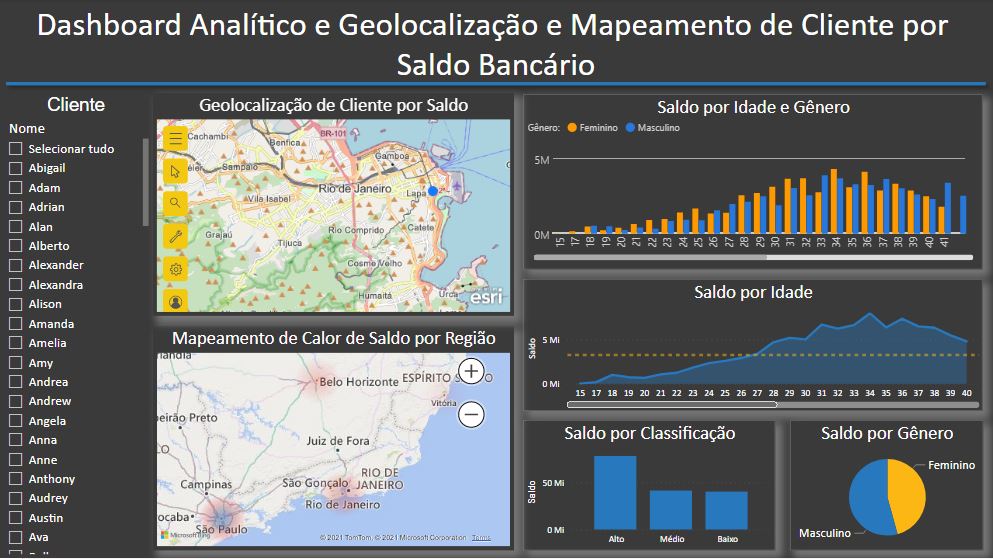 Dashboard Analítico e Geolocalização e Mapeamento de Cliente por
Saldo Bancário
Cliente
Nome
Selecionar tudo
Abigail
Adam
Adrian
Alan
Alberto
Alexander
Alexandra
Alison
Amanda
Amelia
Amy
Andrea
Andrew
Angela
Anna
Anne
Anthony
Audrey
Austin
Ava
Geolocalização de Cliente por Saldo
Cachambi
Benfica
BR-101
Gamboa
Sampaio
Rio de Janeiro
Lapa
Vila Isabel
Grajaú
Tijuca
Rio Comprido
Catete
Cosme Velho
Humaitá
Urca
esri
Mapeamento de Calor de Saldo por Região
Belo Horizonte
ESPÍRITO
Vitória
eirão Preto
Juiz de Fora
Campinas
São Gonçalo
RIO DE
JANEIRO
Rio de Janeiro
ocaba
São Paulo
Microsoft Bing
© 2021 TomTom, © 2021 Microsoft Corporation Terms
Saldo por Idade e Gênero
Gênero: Feminino Masculino
5M
0M
15 17 18 19 20 21 22 23 24 25 26 27 28 29 30 31 32 33 34 35 36 37 38 39 40 41
Saldo por Idade
Saldo
5 Mi
0 Mi
15 17 18 19 20 21 22 23 24 25 26 27 28 29 30 31 32 33 34 35 36 37 38 39 40
Saldo por Classificação
Saldo
50 Mi
0 Mi
Alto Médio Baixo
Saldo por Gênero
Feminino
Masculino